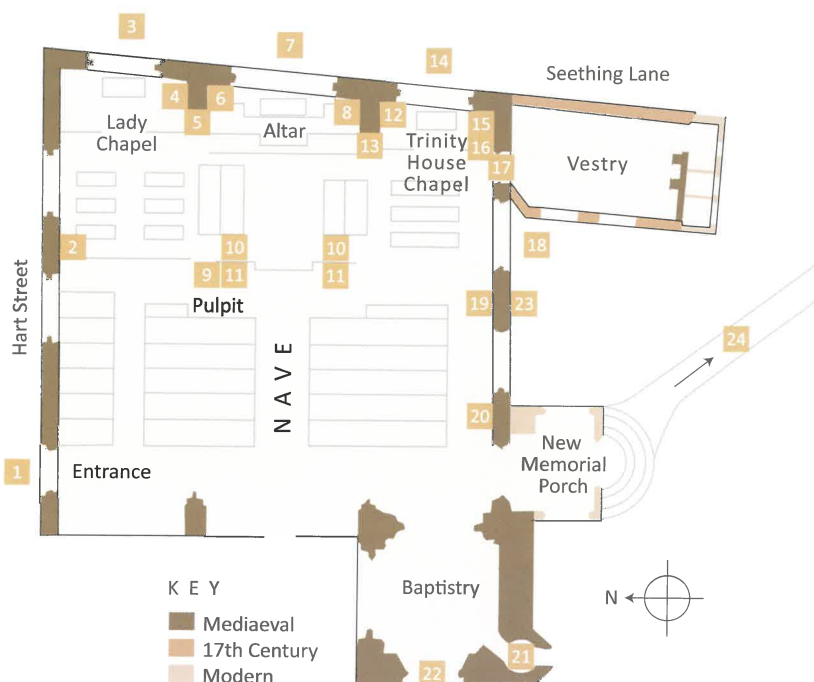 3
7
14
Seething Lane
4
6
8
12
5
Lady
Chapel
Altar
15
13
Trinity
House
Chapel
16
17
Vestry
2
10
10
18
9
11
11
Hart Street
Pulpit
19
23
24
NAVE
20
1
Entrance
New
Memorial
Porch
Baptistry
N
KEY
Mediaeval
17th Century
Modern
21
22